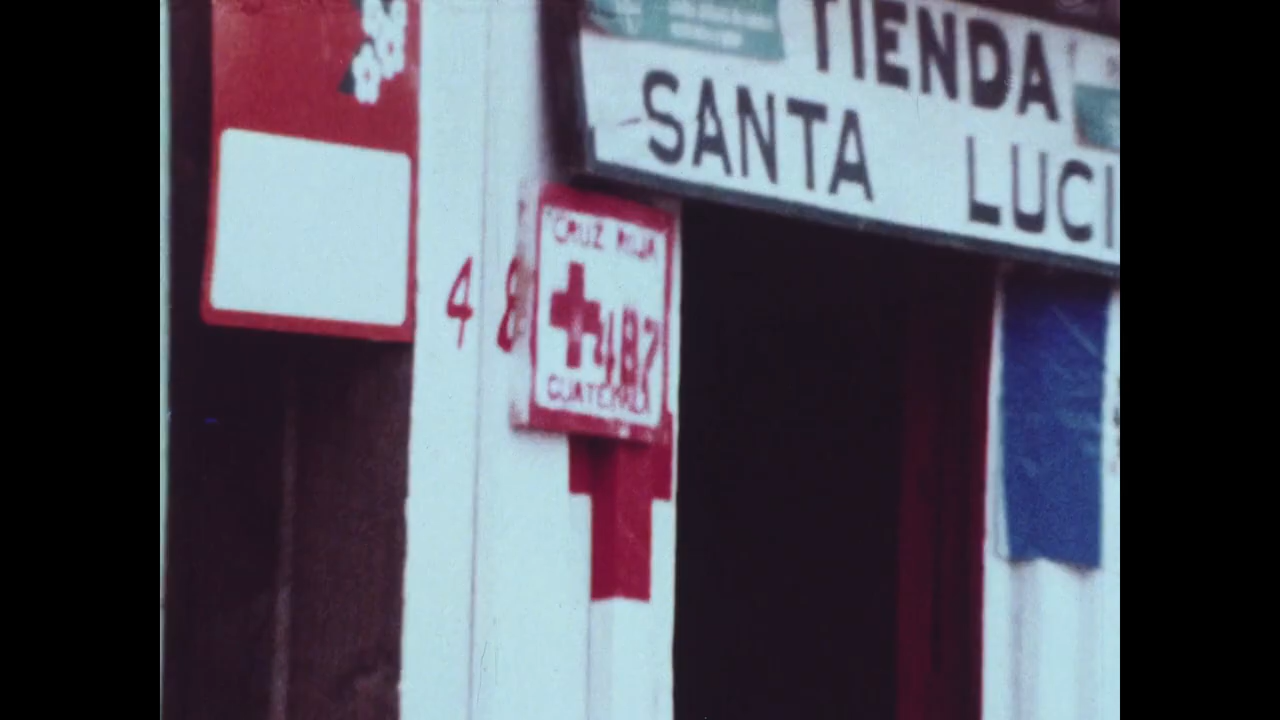 TIENDA
SANTA LUCI
CRUZ ROJA
4 8
487
GUATEMALA